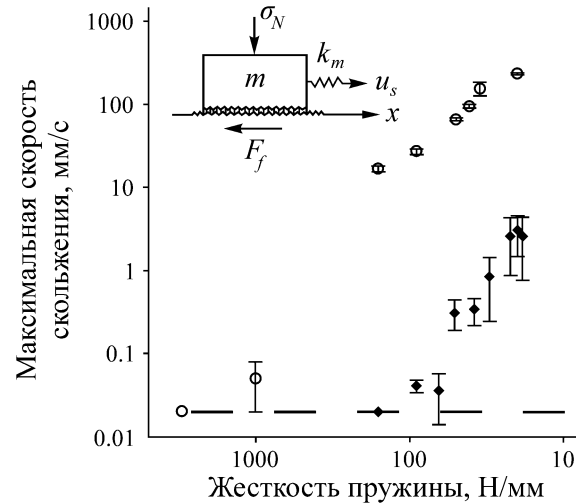 1000
100
10
1
0.1
0.01
Максимальная скорость
скольжения, мм/с
σN
km
m
us
x
Ff
1000
100
10
Жесткость пружины, Н/мм